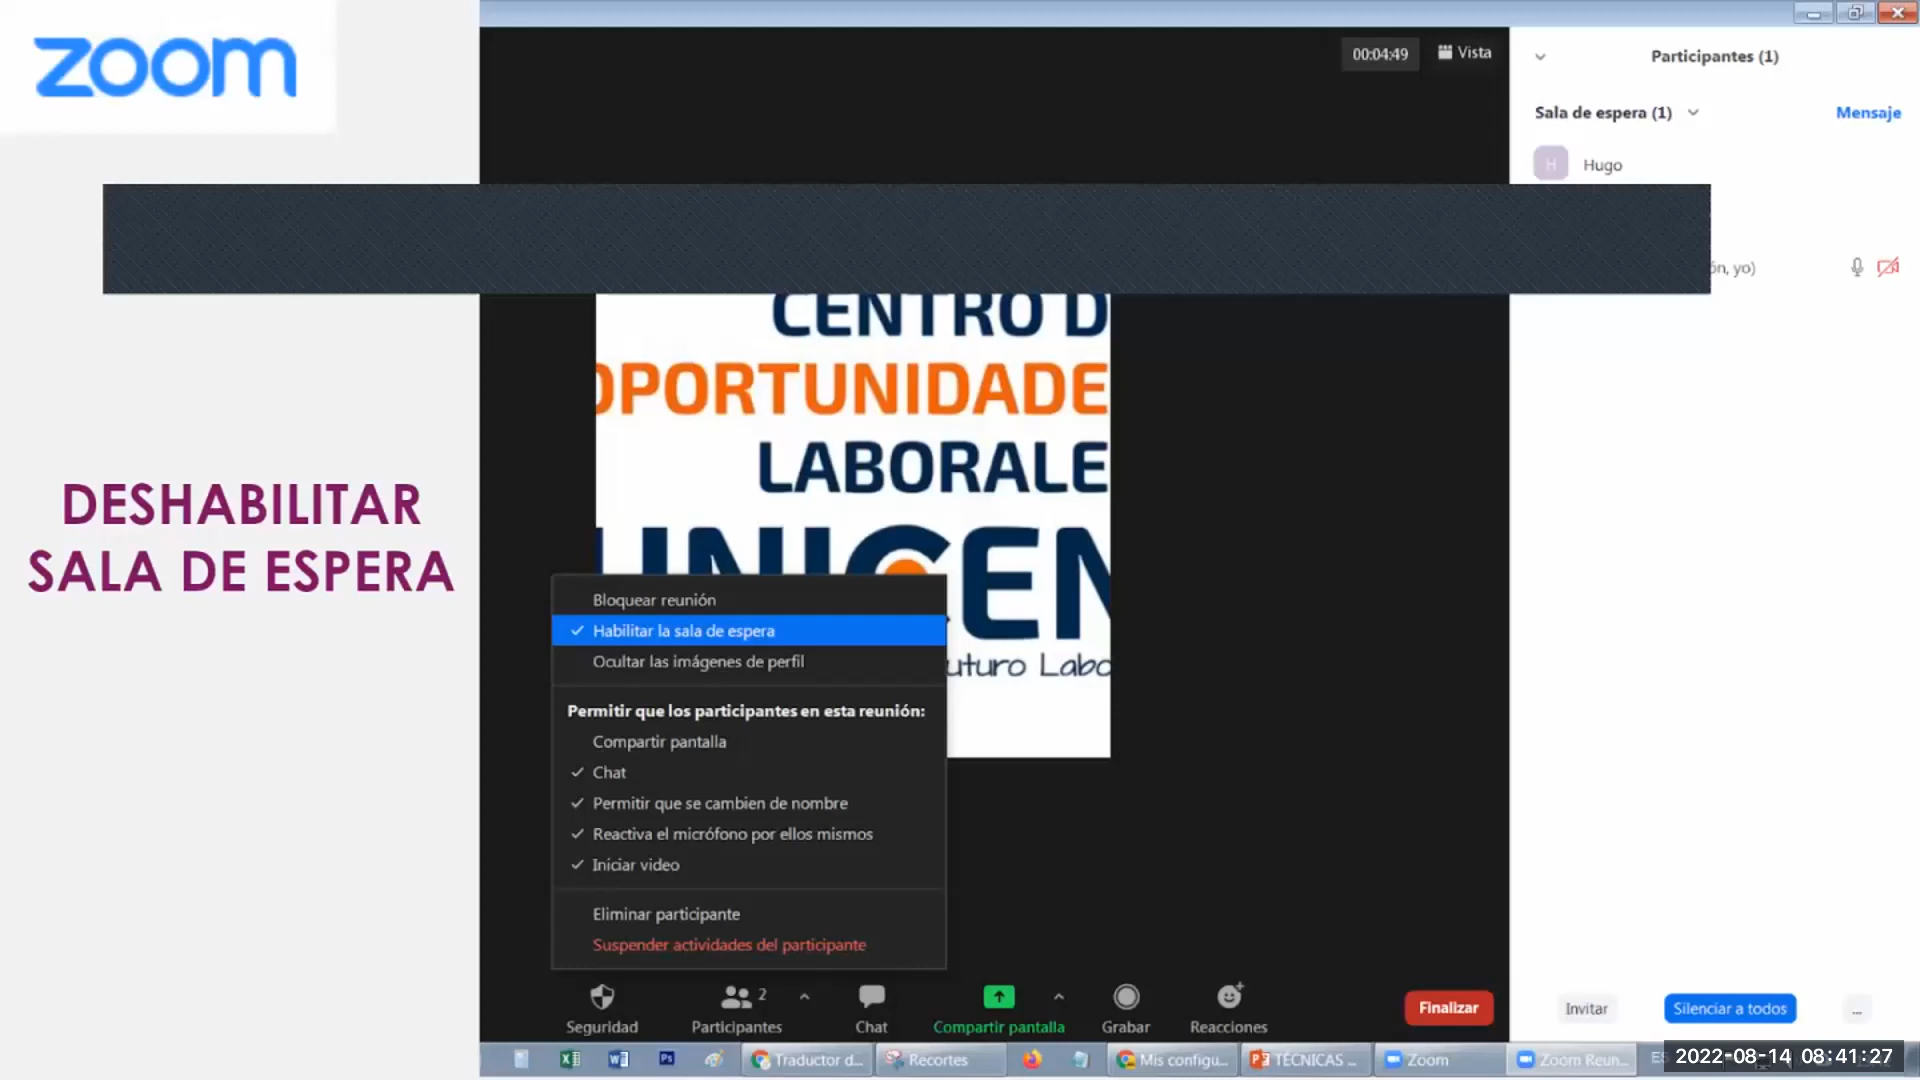 zoom
DESHABILITAR
SALA DE ESPERA
00:04:49
Vista
Participantes (1)
Sala de espera (1)
Mensaje
H
Hugo
ón, yo)
CENTRO D
OPORTUNIDADE
LABORALE
UNICEN
uturo Labo
Bloquear reunión
Habilitar la sala de espera
Ocultar las imágenes de perfil
Permitir que los participantes en esta reunión:
Compartir pantalla
Chat
Permitir que se cambien de nombre
Reactiva el micrófono por ellos mismos
Iniciar video
Eliminar participante
Suspender actividades del participante
2
Seguridad
Participantes
Chat
Compartir pantalla
Grabar
Reacciones
Finalizar
Invitar
Silenciar a todos
...
Traductor d...
Recortes
Mis configu...
TÉCNICAS ...
Zoom
Zoom Reun...
ES
2022-08-14 08:41:27